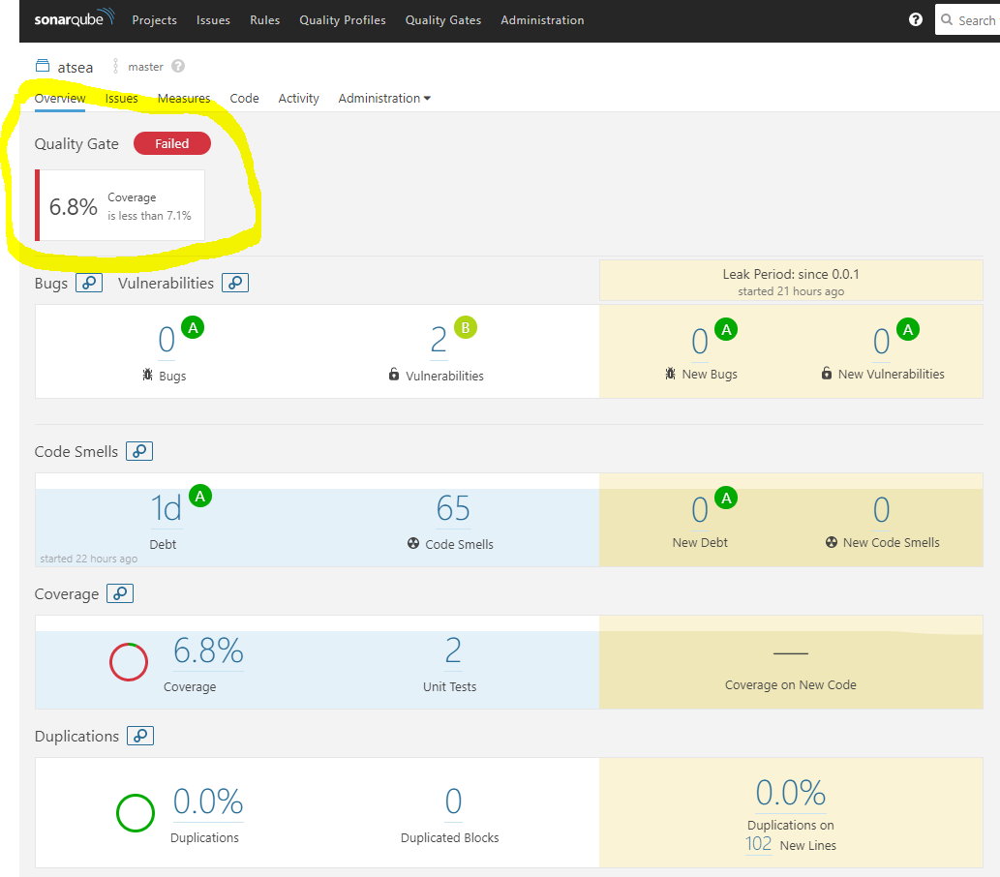 sonarqube Projects Issues Rules Quality Profiles Quality Gates Administration ? Search
atsea master ?
Overview Issues Measures Code Activity Administration
Quality Gate Failed
6.8% Coverage
is less than 7.1%
Bugs Vulnerabilities
Leak Period: since 0.0.1
started 21 hours ago
0 A 2 B 0 A 0 A
Bugs Vulnerabilities New Bugs New Vulnerabilities
Code Smells
1d A 65 0 A 0
Debt Code Smells New Debt New Code Smells
started 22 hours ago
Coverage
6.8% 2 —
Coverage Unit Tests Coverage on New Code
Duplications
0.0% 0 0.0%
Duplications Duplicated Blocks Duplications on
102 New Lines